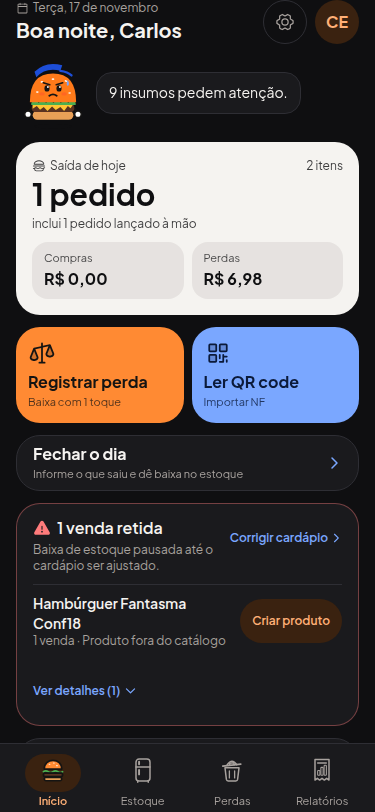 Terça, 17 de novembro
Boa noite, Carlos
CE
9 insumos pedem atenção.
Saída de hoje
2 itens
1 pedido
inclui 1 pedido lançado à mão
Compras
R$ 0,00
Perdas
R$ 6,98
Registrar perda
Baixa com 1 toque
Ler QR code
Importar NF
Fechar o dia
Informe o que saiu e dê baixa no estoque
1 venda retida
Baixa de estoque pausada até o
cardápio ser ajustado.
Corrigir cardápio
Hambúrguer Fantasma
Conf18
1 venda · Produto fora do catálogo
Criar produto
Ver detalhes (1)
Início
Estoque
Perdas
Relatórios